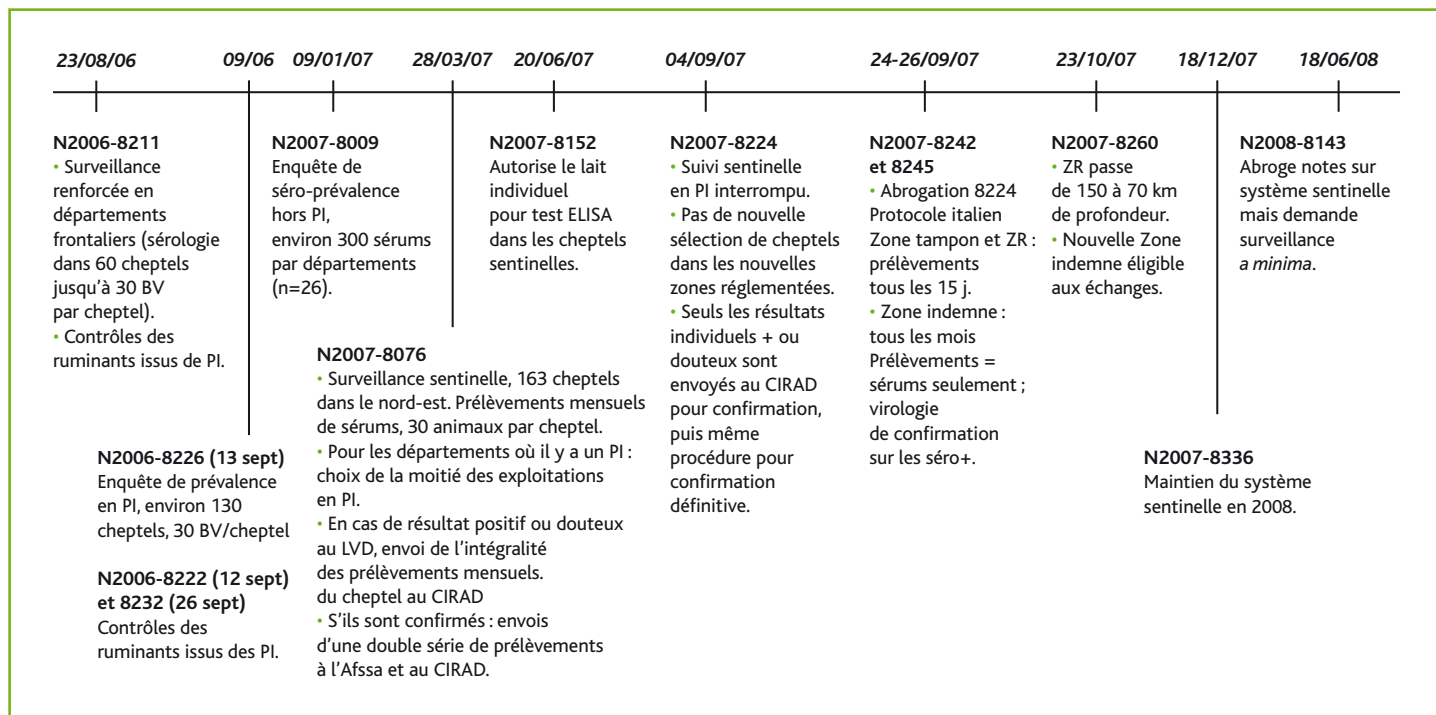 23/08/06
09/06
09/01/07
28/03/07
20/06/07
04/09/07
24-26/09/07
23/10/07
18/12/07
18/06/08
N2006-8211
• Surveillance
renforcée en
départements
frontaliers (sérologie
dans 60 cheptels
jusqu’à 30 BV
par cheptel).
• Contrôles des
ruminants issus de PI.
N2006-8226 (13 sept)
Enquête de prévalence
en PI, environ 130
cheptels, 30 BV/cheptel
N2006-8222 (12 sept)
et 8232 (26 sept)
Contrôles des
ruminants issus des PI.
N2007-8009
Enquête de
séro-prévalence
hors PI,
environ 300 sérums
par départements
(n=26).
N2007-8076
• Surveillance sentinelle, 163 cheptels
dans le nord-est. Prélèvements mensuels
de sérums, 30 animaux par cheptel.
• Pour les départements où il y a un PI :
choix de la moitié des exploitations
en PI.
• En cas de résultat positif ou douteux
au LVD, envoi de l’intégralité
des prélèvements mensuels.
du cheptel au CIRAD
• S’ils sont confirmés : envois
d’une double série de prélèvements
à l’Afssa et au CIRAD.
N2007-8152
Autorise le lait
individuel
pour test ELISA
dans les cheptels
sentinelles.
N2007-8224
• Suivi sentinelle
en PI interrompu.
• Pas de nouvelle
sélection de cheptels
dans les nouvelles
zones réglementées.
• Seuls les résultats
individuels + ou
douteux sont
envoyés au CIRAD
pour confirmation,
puis même
procédure pour
confirmation
définitive.
N2007-8242
et 8245
• Abrogation 8224
Protocole italien
Zone tampon et ZR :
prélèvements
tous les 15 j.
• Zone indemne :
tous les mois
Prélèvements =
sérums seulement ;
virologie
de confirmation
sur les séro+.
N2007-8260
• ZR passe
de 150 à 70 km
de profondeur.
• Nouvelle Zone
indemne éligible
aux échanges.
N2007-8336
Maintien du système
sentinelle en 2008.
N2008-8143
Abroge notes sur
système sentinelle
mais demande
surveillance
a minima.